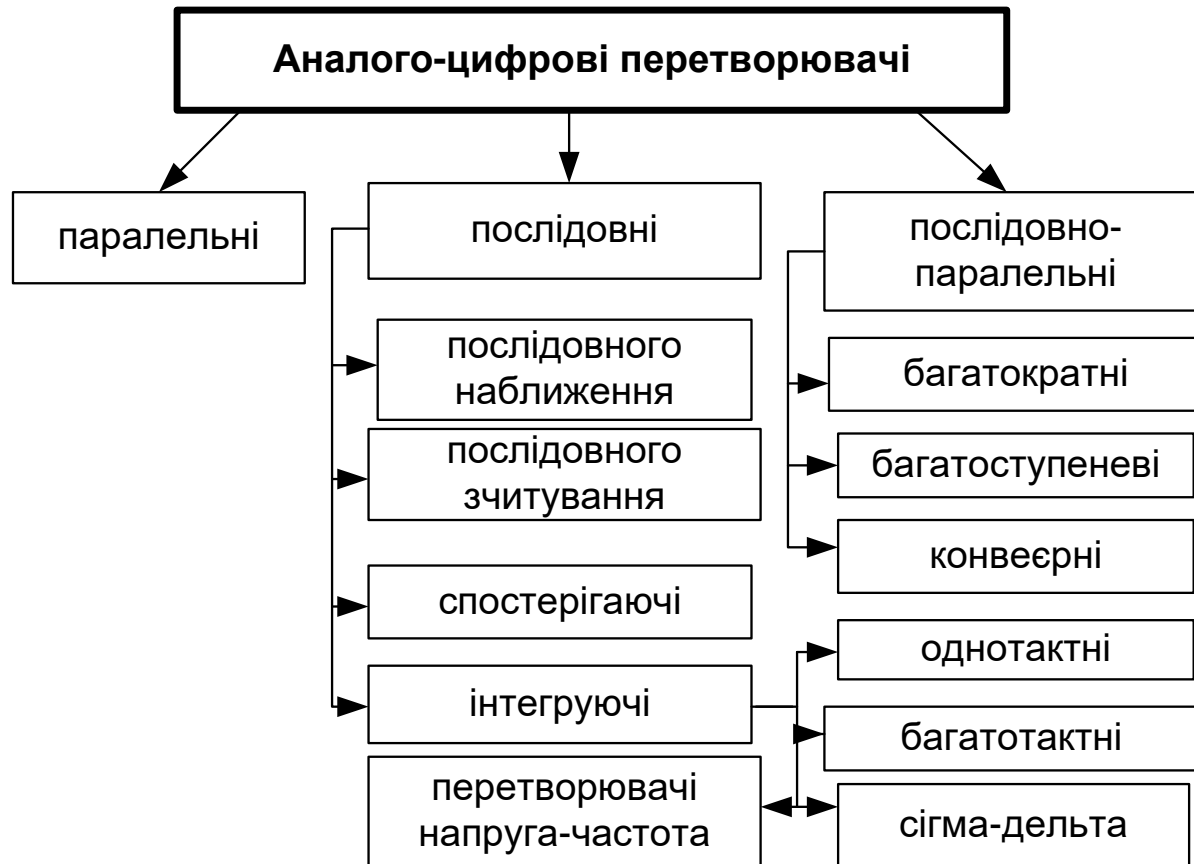 Аналого-цифрові перетворювачі
паралельні
послідовні
послідовно-
паралельні
послідовного
наближення
послідовного
зчитування
спостерігаючі
інтегруючі
перетворювачі
напруга-частота
багатократні
багатоступеневі
конвеєрні
однотактні
багатотактні
сігма-дельта